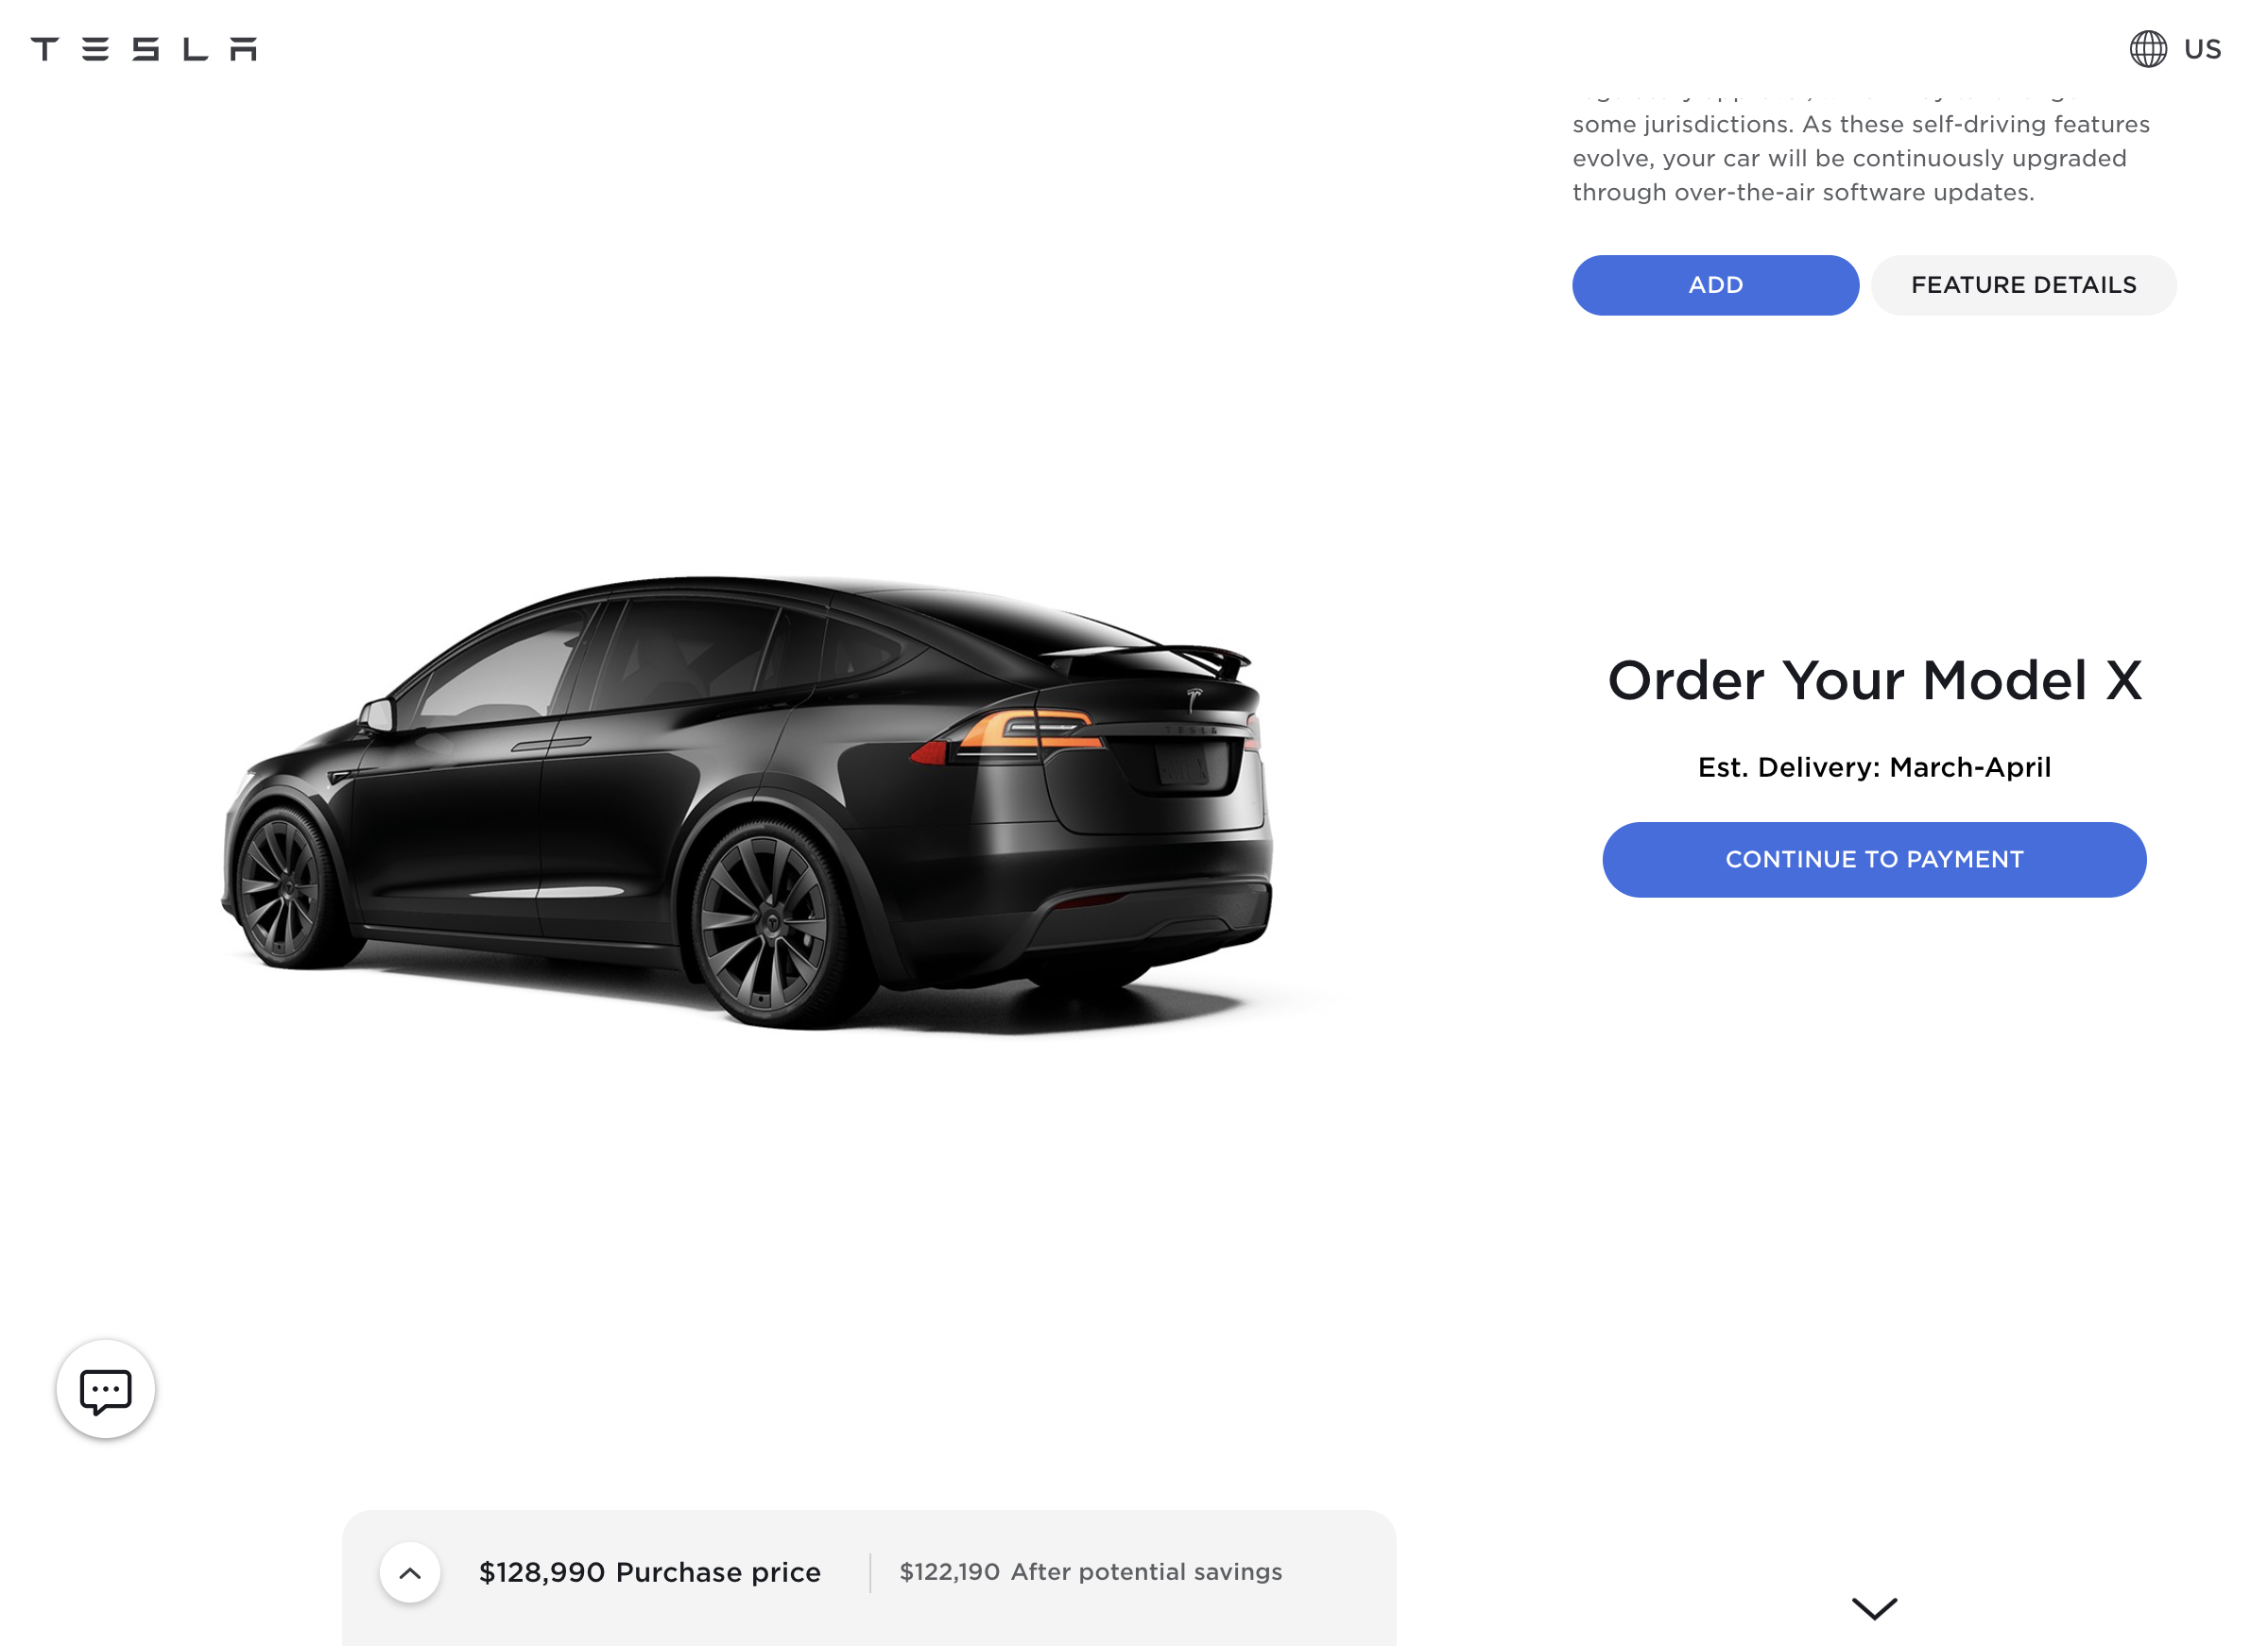 TESLA
US
some jurisdictions. As these self-driving features
evolve, your car will be continuously upgraded
through over-the-air software updates.
ADD
FEATURE DETAILS
Order Your Model X
Est. Delivery: March-April
CONTINUE TO PAYMENT
TESLA
$128,990 Purchase price
$122,190 After potential savings